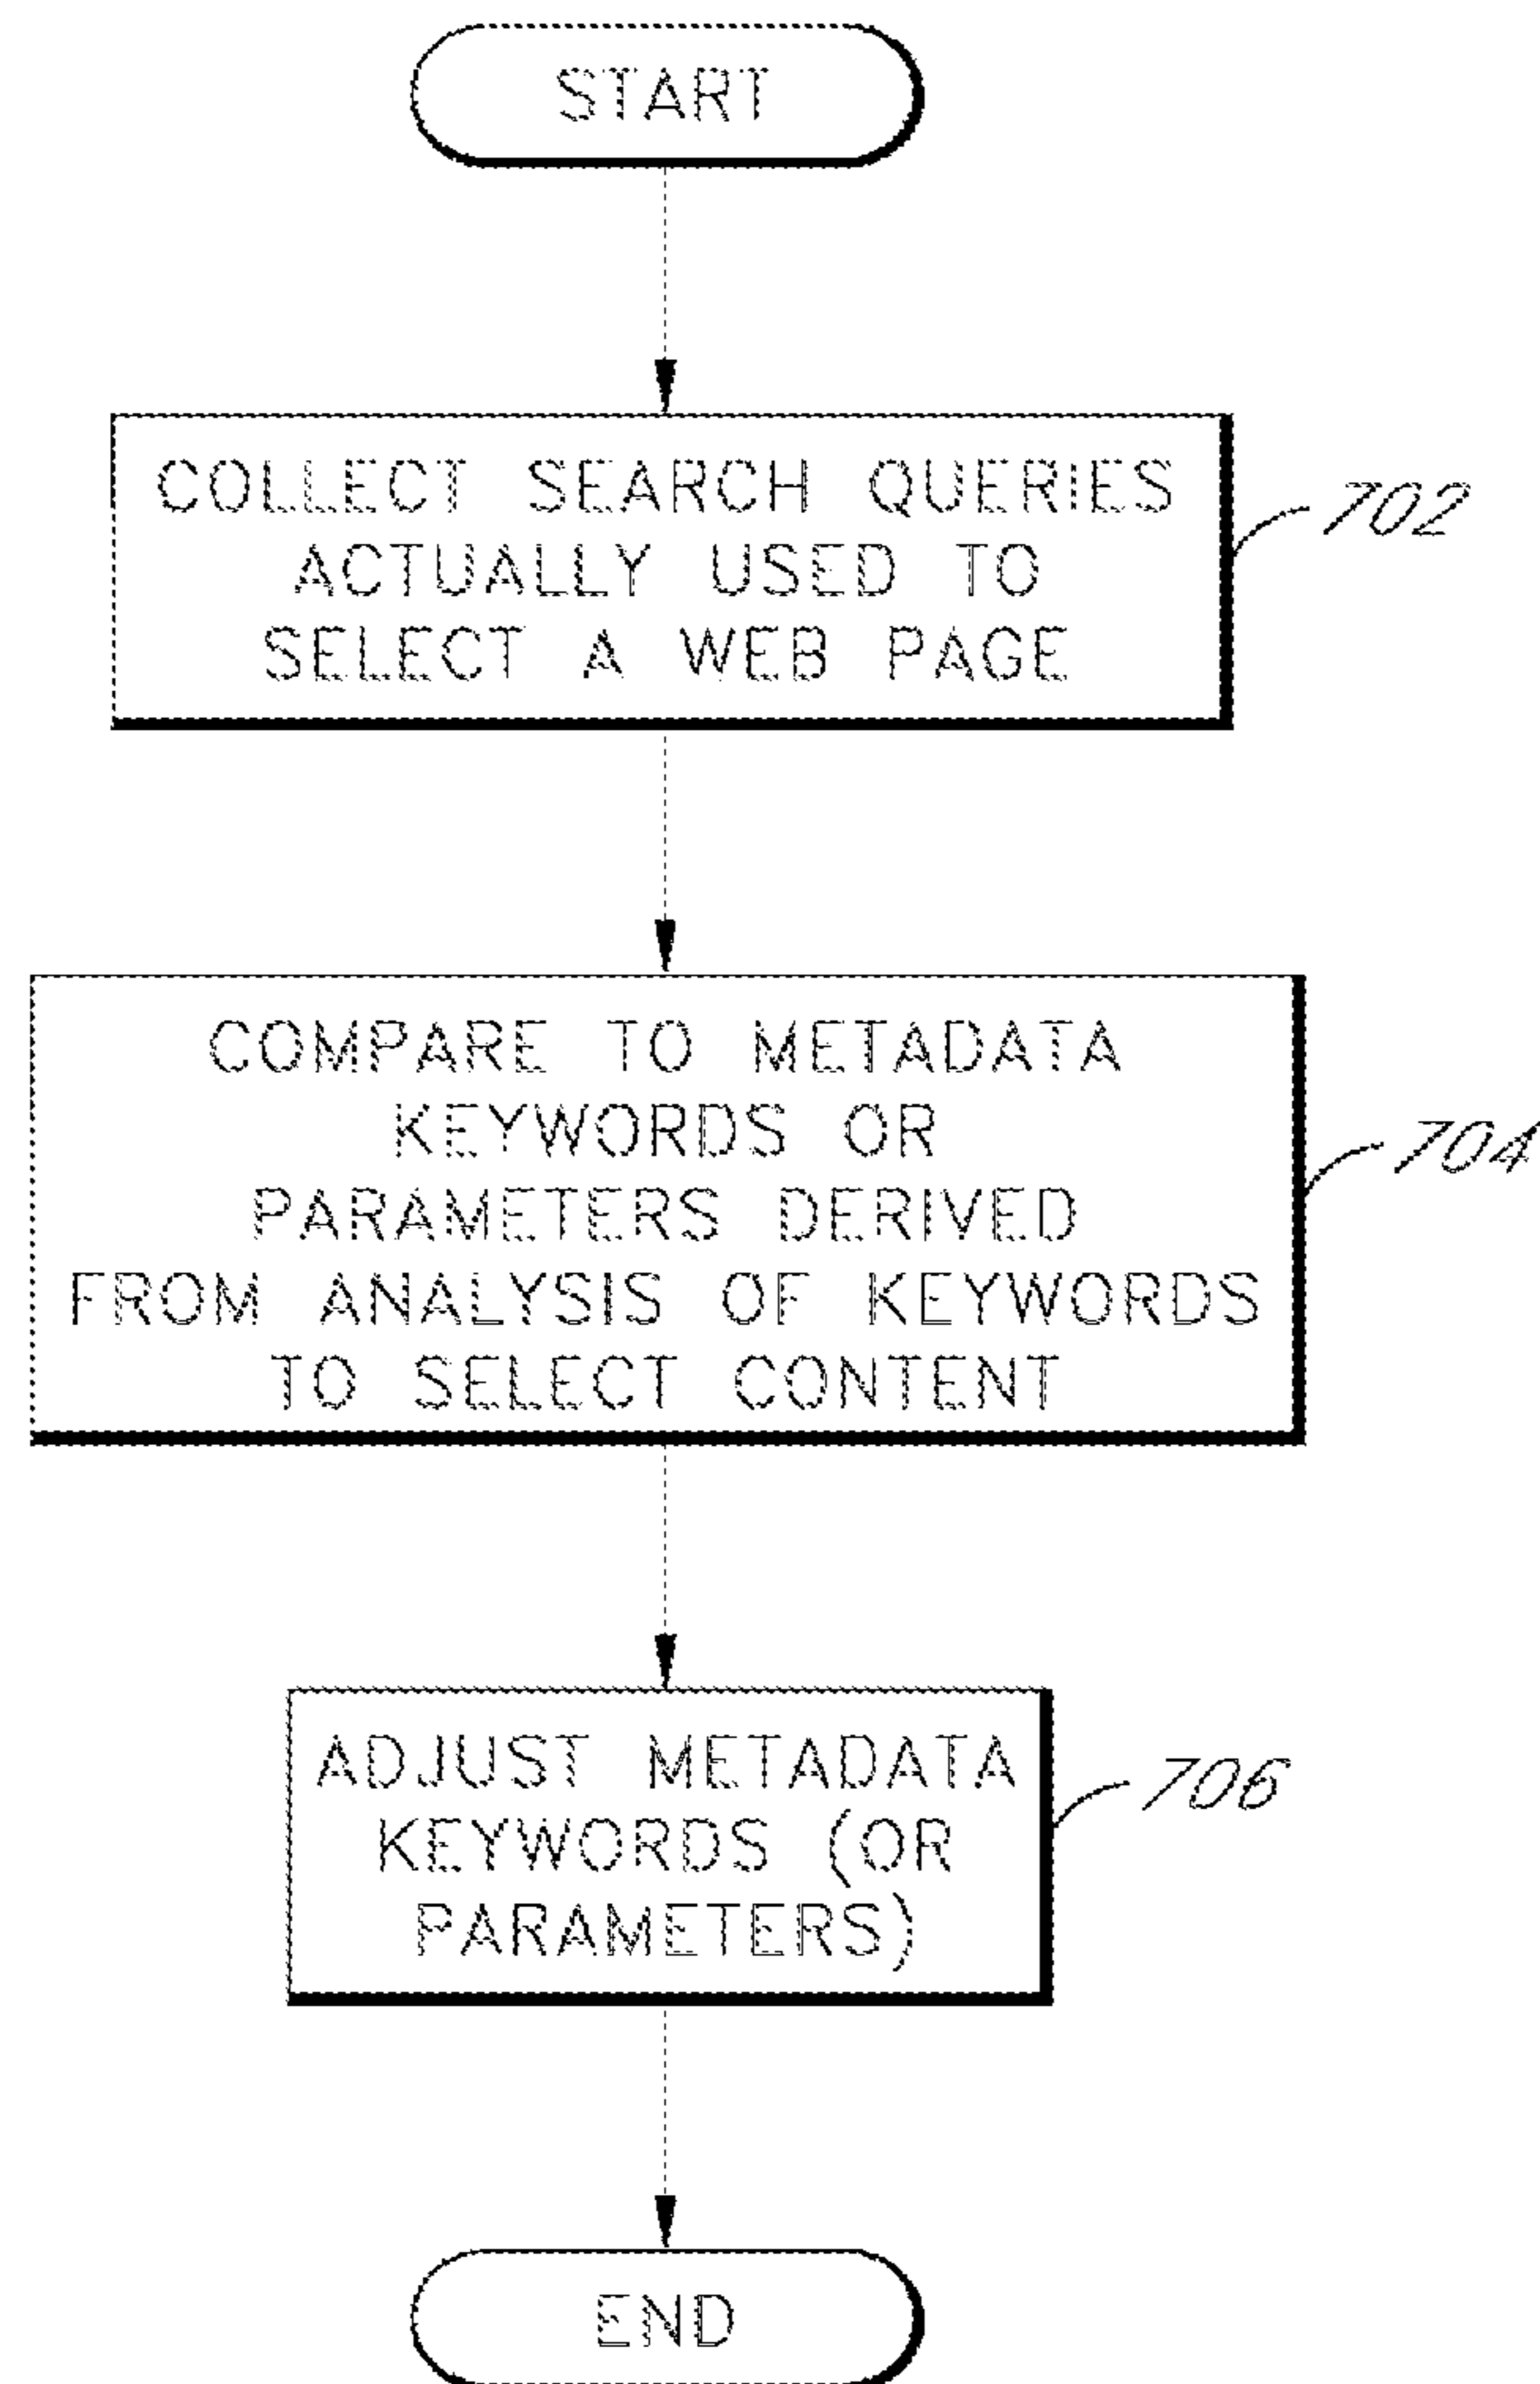 START
COLLECT SEARCH QUERIES
ACTUALLY USED TO
SELECT A WEB PAGE
702
COMPARE TO METADATA
KEYWORDS OR
PARAMETERS DERIVED
FROM ANALYSIS OF KEYWORDS
TO SELECT CONTENT
704
ADJUST METADATA
KEYWORDS (OR
PARAMETERS)
706
END